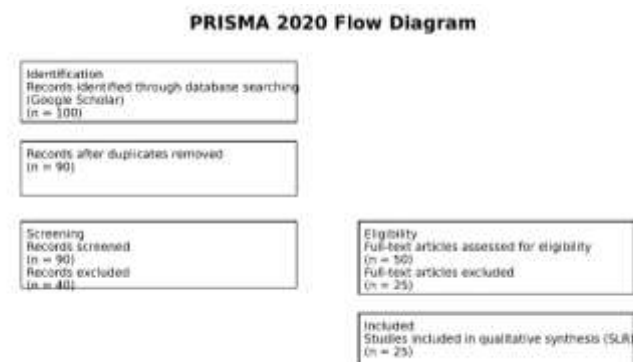 PRISMA 2020 Flow Diagram
Identification
Records identified through database searching
(Google Scholar)
(n = 100)
Records after duplicates removed
(n = 90)
Screening
Records screened
(n = 90)
Records excluded
(n = 40)
Eligibility
Full-text articles assessed for eligibility
(n = 50)
Full-text articles excluded
(n = 25)
Included
Studies included in qualitative synthesis (SLR)
(n = 25)